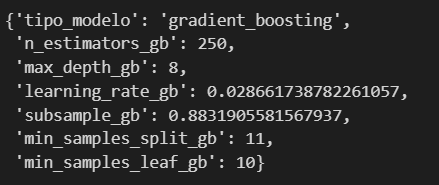 {'tipo_modelo': 'gradient_boosting',
 'n_estimators_gb': 250,
 'max_depth_gb': 8,
 'learning_rate_gb': 0.028661738782261057,
 'subsample_gb': 0.8831905581567937,
 'min_samples_split_gb': 11,
 'min_samples_leaf_gb': 10}